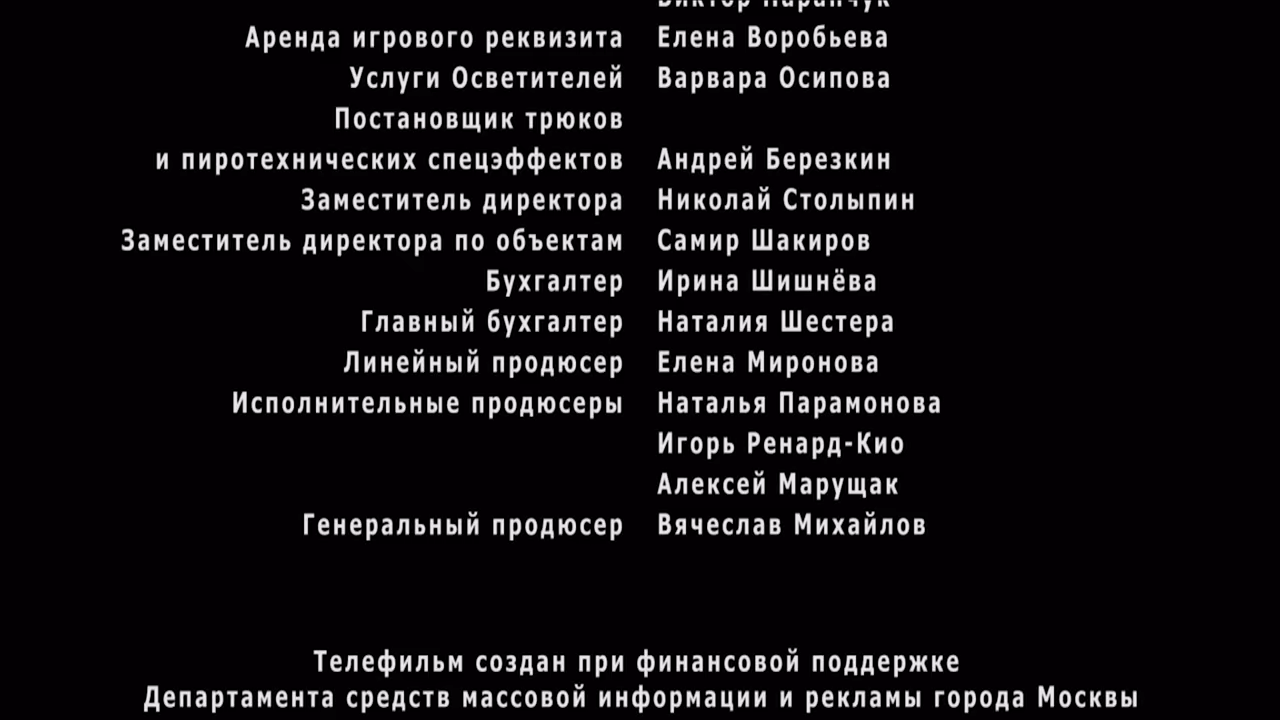 Аренда игрового реквизита Елена Воробьева
Услуги Осветителей Варвара Осипова
Постановщик трюков
и пиротехнических спецэффектов Андрей Березкин
Заместитель директора Николай Столыпин
Заместитель директора по объектам Самир Шакиров
Бухгалтер Ирина Шишнёва
Главный бухгалтер Наталия Шестера
Линейный продюсер Елена Миронова
Исполнительные продюсеры Наталья Парамонова
Игорь Ренард-Кио
Алексей Марущак
Генеральный продюсер Вячеслав Михайлов
Телефильм создан при финансовой поддержке
Департамента средств массовой информации и рекламы города Москвы